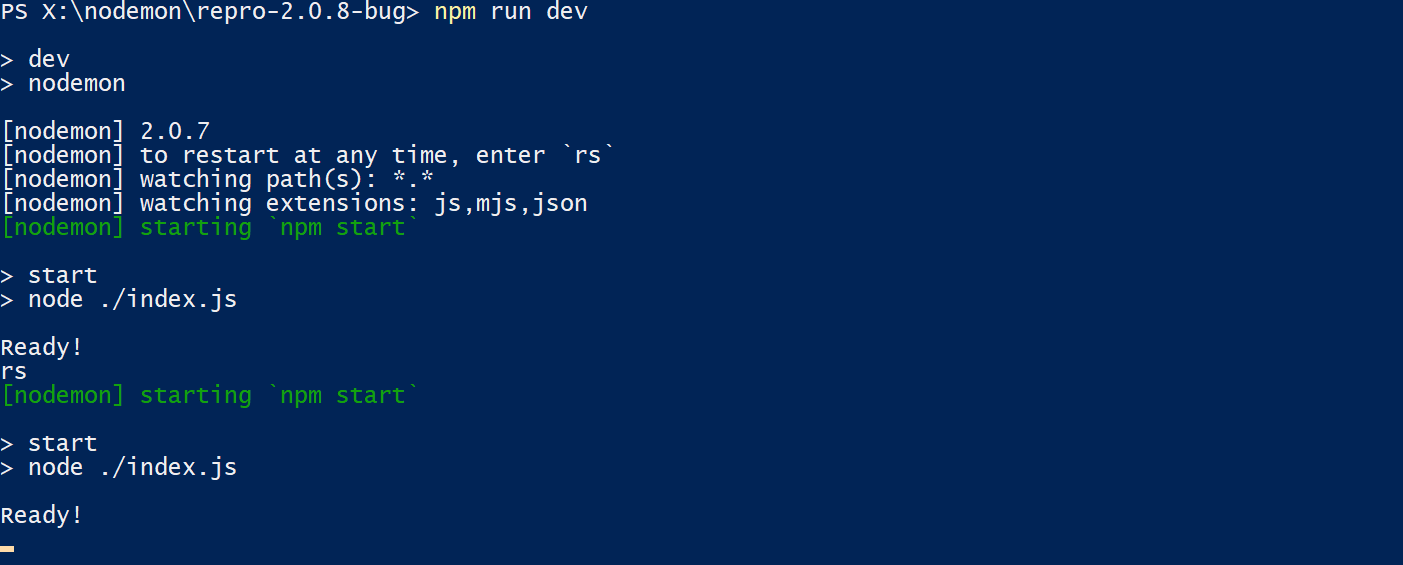 PS X:\nodemon\repro-2.0.8-bug> npm run dev
> dev
> nodemon
[nodemon] 2.0.7
[nodemon] to restart at any time, enter `rs`
[nodemon] watching path(s): *.*
[nodemon] watching extensions: js,mjs,json
[nodemon] starting `npm start`
> start
> node ./index.js
Ready!
rs
[nodemon] starting `npm start`
> start
> node ./index.js
Ready!